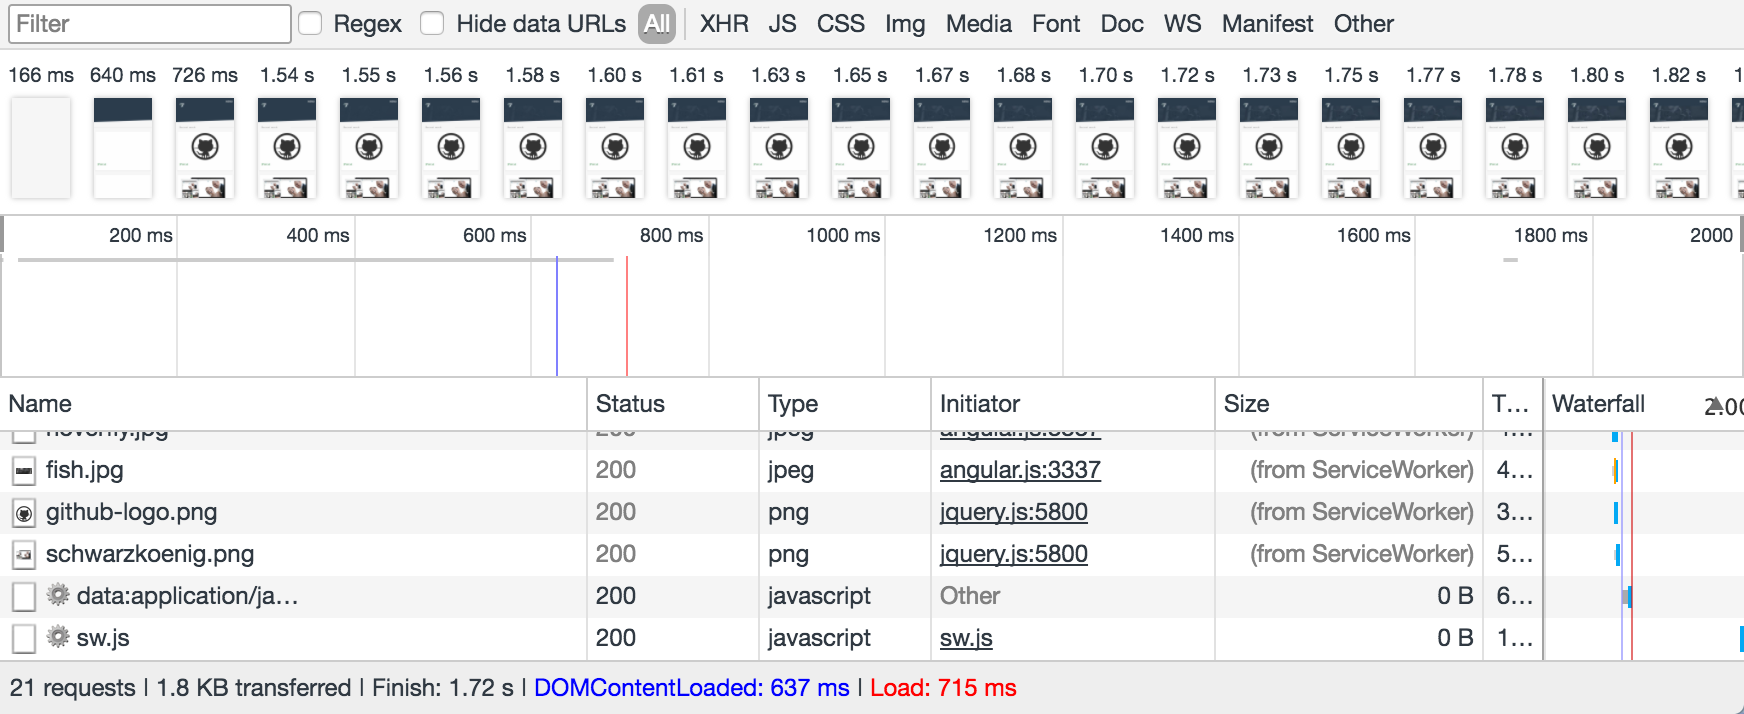 Filter Regex Hide data URLs All XHR JS CSS Img Media Font Doc WS Manifest Other
166 ms 640 ms 726 ms 1.54 s 1.55 s 1.56 s 1.58 s 1.60 s 1.61 s 1.63 s 1.65 s 1.67 s 1.68 s 1.70 s 1.72 s 1.73 s 1.75 s 1.77 s 1.78 s 1.80 s 1.82 s 1
200 ms 400 ms 600 ms 800 ms 1000 ms 1200 ms 1400 ms 1600 ms 1800 ms 2000
Name Status Type Initiator Size T... Waterfall 2.00
200 jpeg angular.js:3337 (from ServiceWorker)
fish.jpg 200 jpeg angular.js:3337 (from ServiceWorker) 4...
github-logo.png 200 png jquery.js:5800 (from ServiceWorker) 3...
schwarzkoenig.png 200 png jquery.js:5800 (from ServiceWorker) 5...
data:application/ja... 200 javascript Other 0 B 6...
sw.js 200 javascript sw.js 0 B 1...
21 requests | 1.8 KB transferred | Finish: 1.72 s | DOMContentLoaded: 637 ms | Load: 715 ms